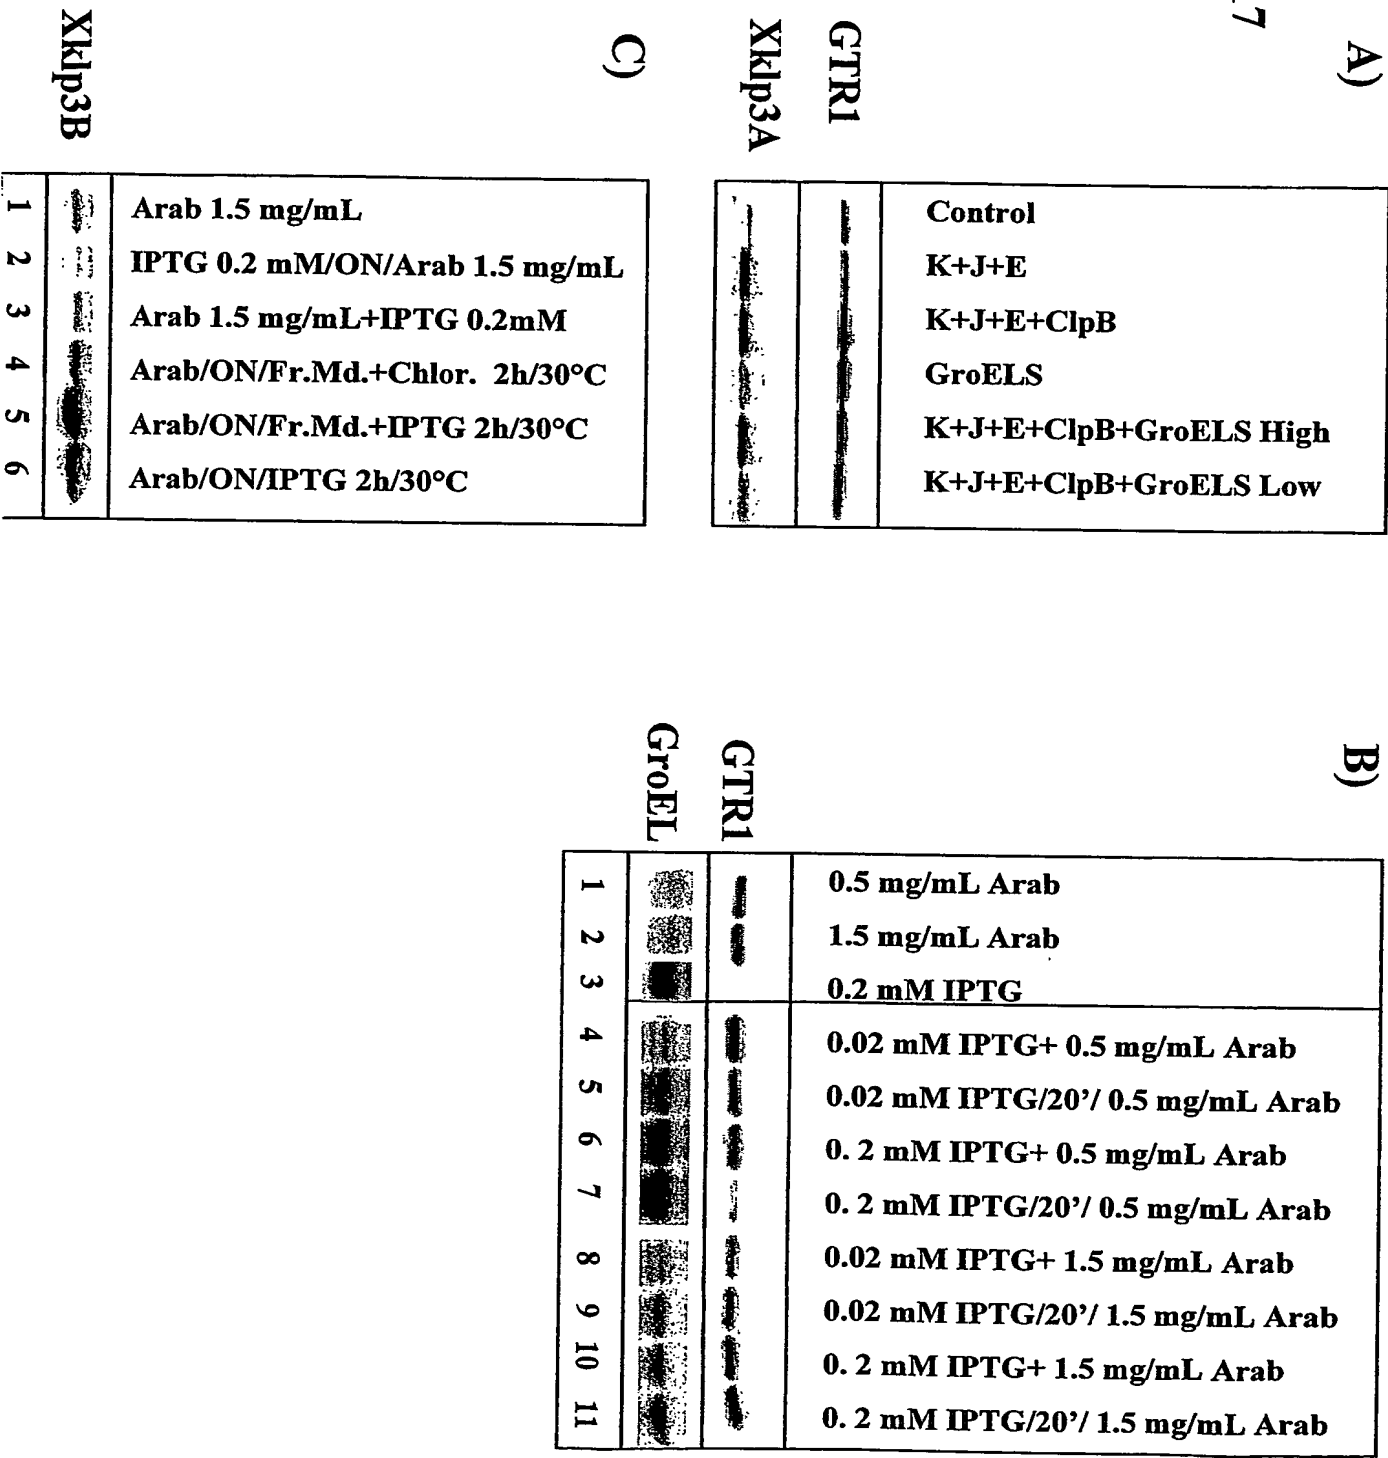 .7
A)
GTR1
Xklp3A
Control
K+J+E
K+J+E+ClpB
GroELS
K+J+E+ClpB+GroELS High
K+J+E+ClpB+GroELS Low
B)
GTR1
GroEL
0.5 mg/mL Arab
1.5 mg/mL Arab
0.2 mM IPTG
0.02 mM IPTG+ 0.5 mg/mL Arab
0.02 mM IPTG/20’/ 0.5 mg/mL Arab
0. 2 mM IPTG+ 0.5 mg/mL Arab
0. 2 mM IPTG/20’/ 0.5 mg/mL Arab
0.02 mM IPTG+ 1.5 mg/mL Arab
0.02 mM IPTG/20’/ 1.5 mg/mL Arab
0. 2 mM IPTG+ 1.5 mg/mL Arab
0. 2 mM IPTG/20’/ 1.5 mg/mL Arab
1 2 3 4 5 6 7 8 9 10 11
C)
Xklp3B
Arab 1.5 mg/mL
IPTG 0.2 mM/ON/Arab 1.5 mg/mL
Arab 1.5 mg/mL+IPTG 0.2mM
Arab/ON/Fr.Md.+Chlor. 2h/30°C
Arab/ON/Fr.Md.+IPTG 2h/30°C
Arab/ON/IPTG 2h/30°C
1 2 3 4 5 6